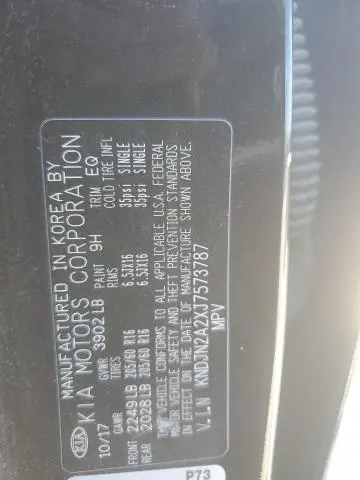 MANUFACTURED IN KOREA BY
KIA MOTORS CORPORATION
KIA
10/17 GVWR 3902 LB PAINT 9H TRIM EQ
GAWR TIRES RIMS COLD TIRE INFL
FRONT 2249LB 205/60 R16 6.5JX16 35psi SINGLE
REAR 2028LB 205/60 R16 6.5JX16 35psi SINGLE
THIS VEHICLE CONFORMS TO ALL APPLICABLE U.S.A. FEDERAL
MOTOR VEHICLE SAFETY AND THEFT PREVENTION STANDARDS
IN EFFECT ON THE DATE OF MANUFACTURE SHOWN ABOVE.
V.I.N KNDJN2A2XJ7573787
MPV
P73